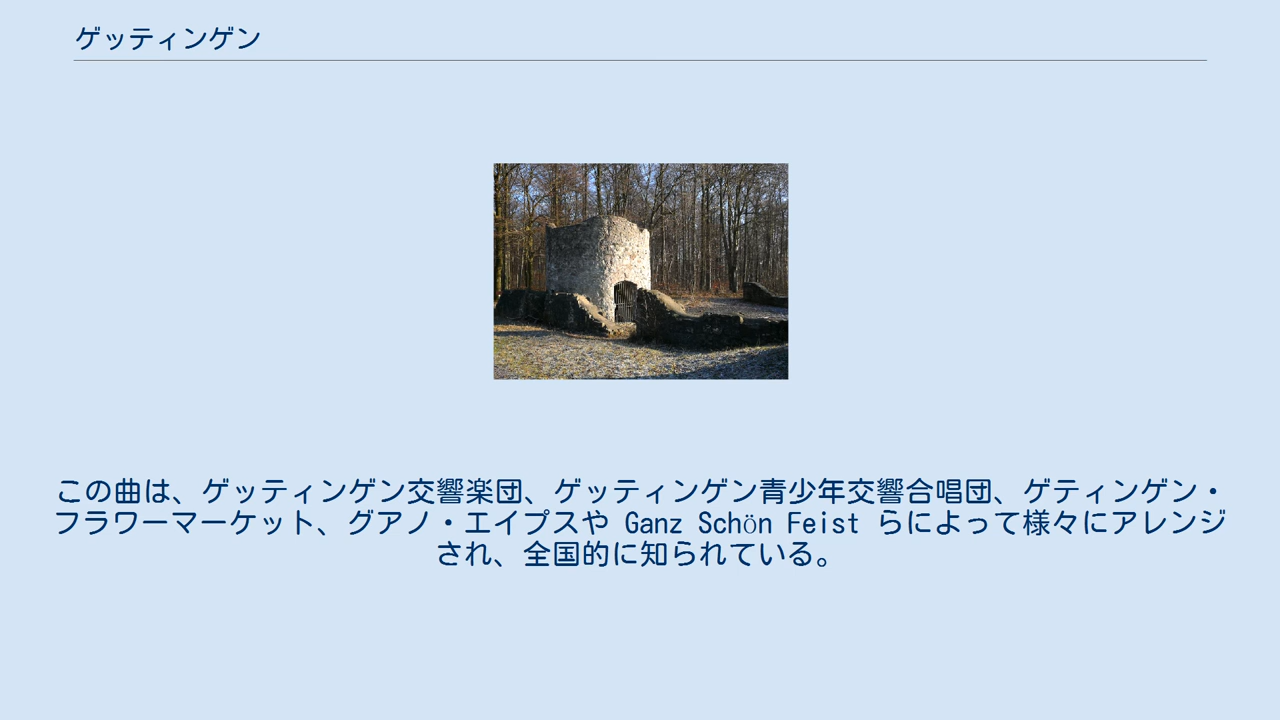 ゲッティンゲン
この曲は、ゲッティンゲン交響楽団、ゲッティンゲン青少年交響合唱団、ゲティンゲン・
フラワーマーケット、グアノ・エイプスや Ganz Schön Feist らによって様々にアレンジ
され、全国的に知られている。